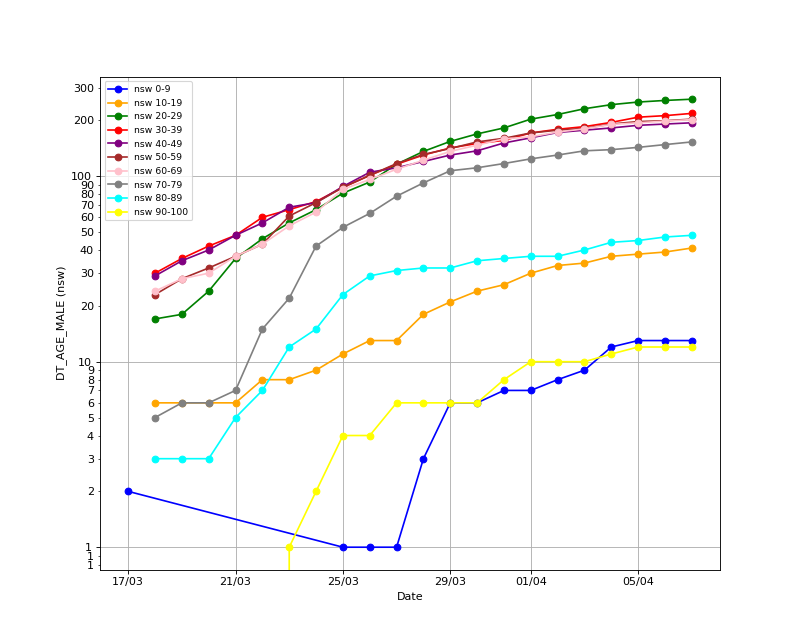 300
200
100
90
80
70
60
50
40
30
20
10
9
8
7
6
5
4
3
2
1
1
1
DT_AGE_MALE (nsw)
nsw 0-9
nsw 10-19
nsw 20-29
nsw 30-39
nsw 40-49
nsw 50-59
nsw 60-69
nsw 70-79
nsw 80-89
nsw 90-100
17/03 21/03 25/03 29/03 01/04 05/04
Date